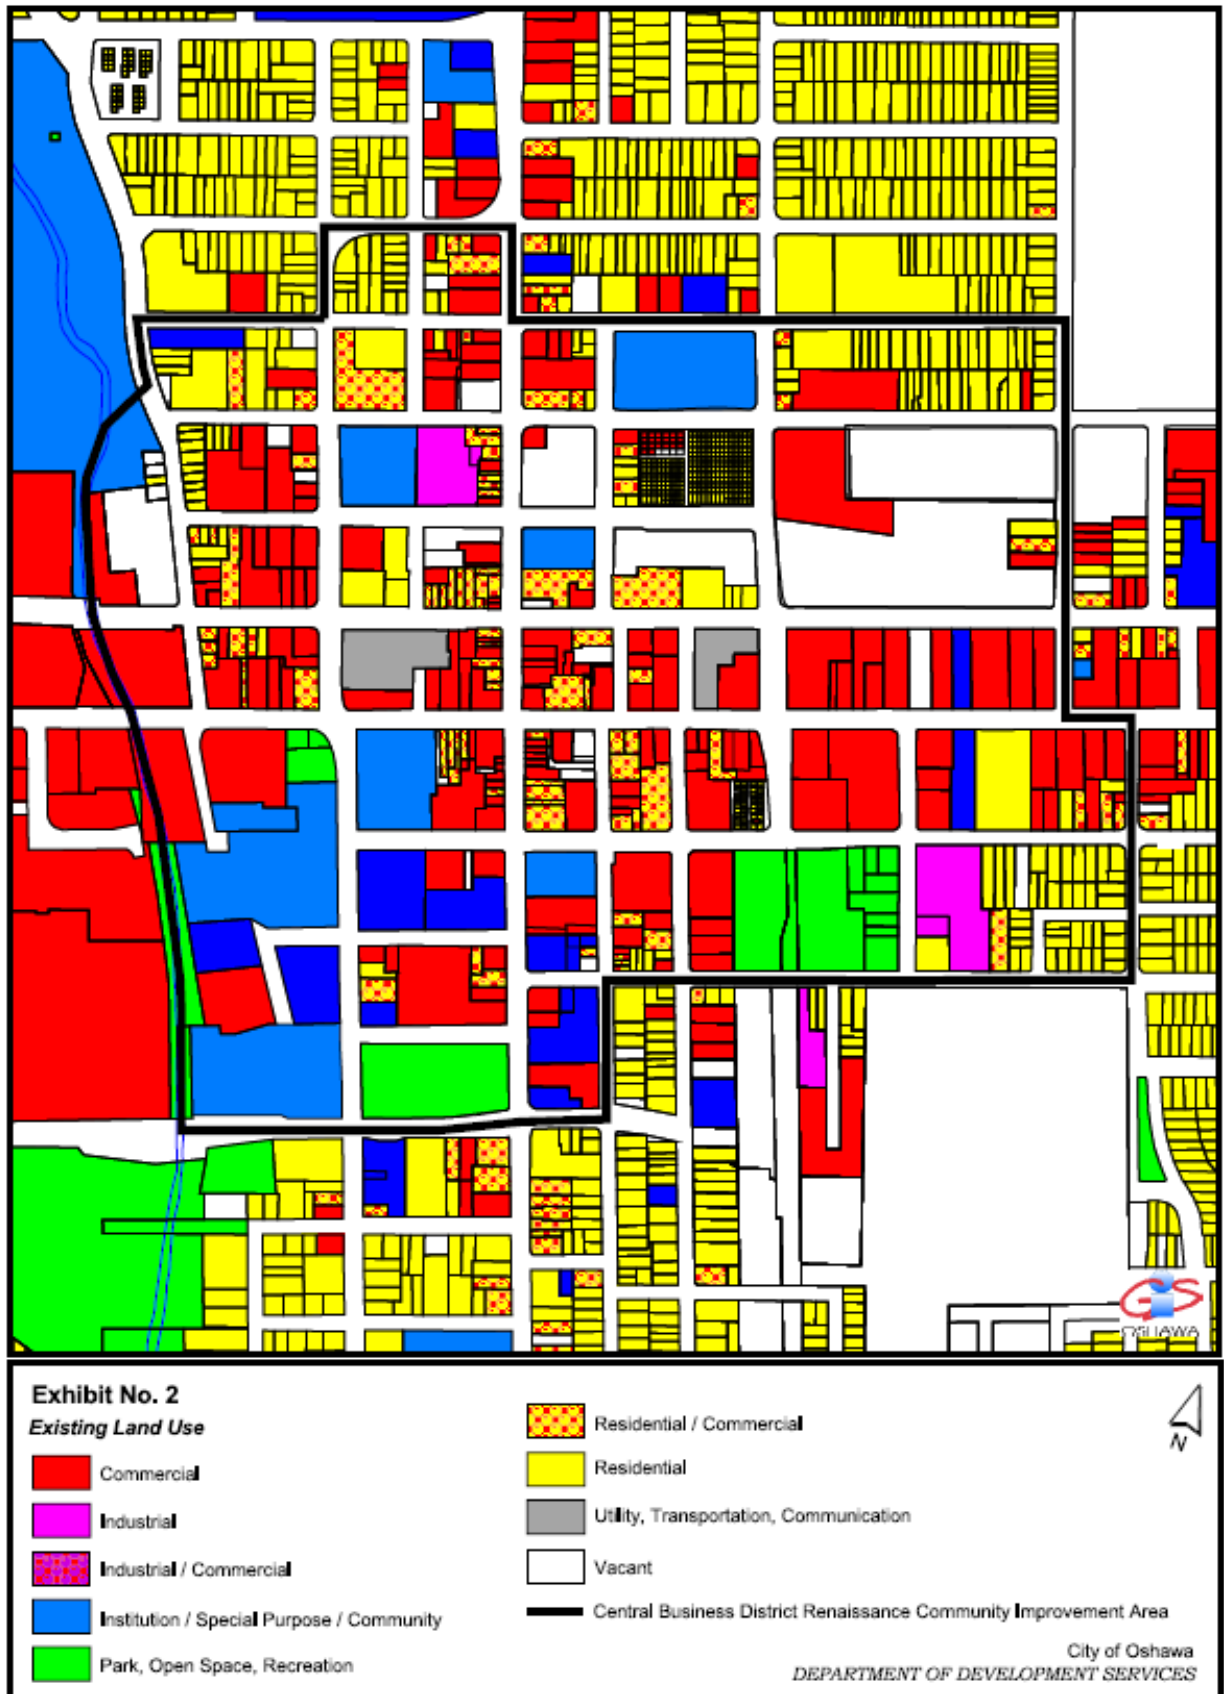 GIS
OSHAWA
Exhibit No. 2
Existing Land Use
Commercial
Industrial
Industrial / Commercial
Institution / Special Purpose / Community
Park, Open Space, Recreation
Residential / Commercial
Residential
Utility, Transportation, Communication
Vacant
Central Business District Renaissance Community Improvement Area
N
City of Oshawa
DEPARTMENT OF DEVELOPMENT SERVICES